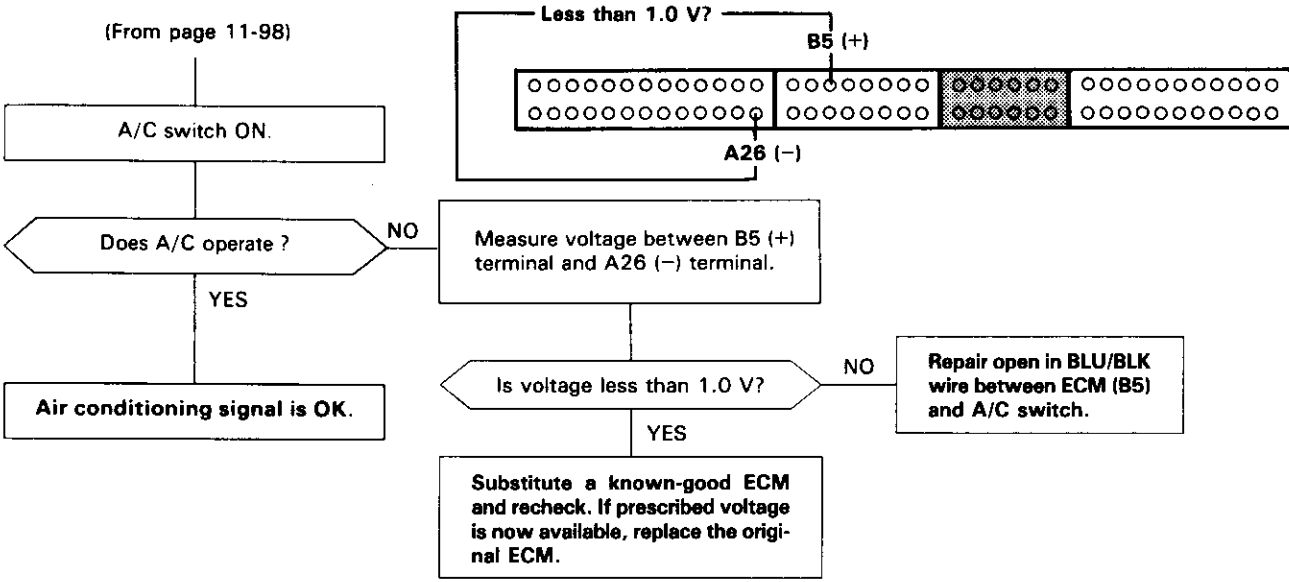 (From page 11-98)
Less than 1.0 V?
B5 (+)
A26 (−)
A/C switch ON.
Does A/C operate ?
NO
YES
Air conditioning signal is OK.
Measure voltage between B5 (+)
terminal and A26 (−) terminal.
Is voltage less than 1.0 V?
NO
Repair open in BLU/BLK
wire between ECM (B5)
and A/C switch.
YES
Substitute a known-good ECM
and recheck. If prescribed voltage
is now available, replace the origi-
nal ECM.